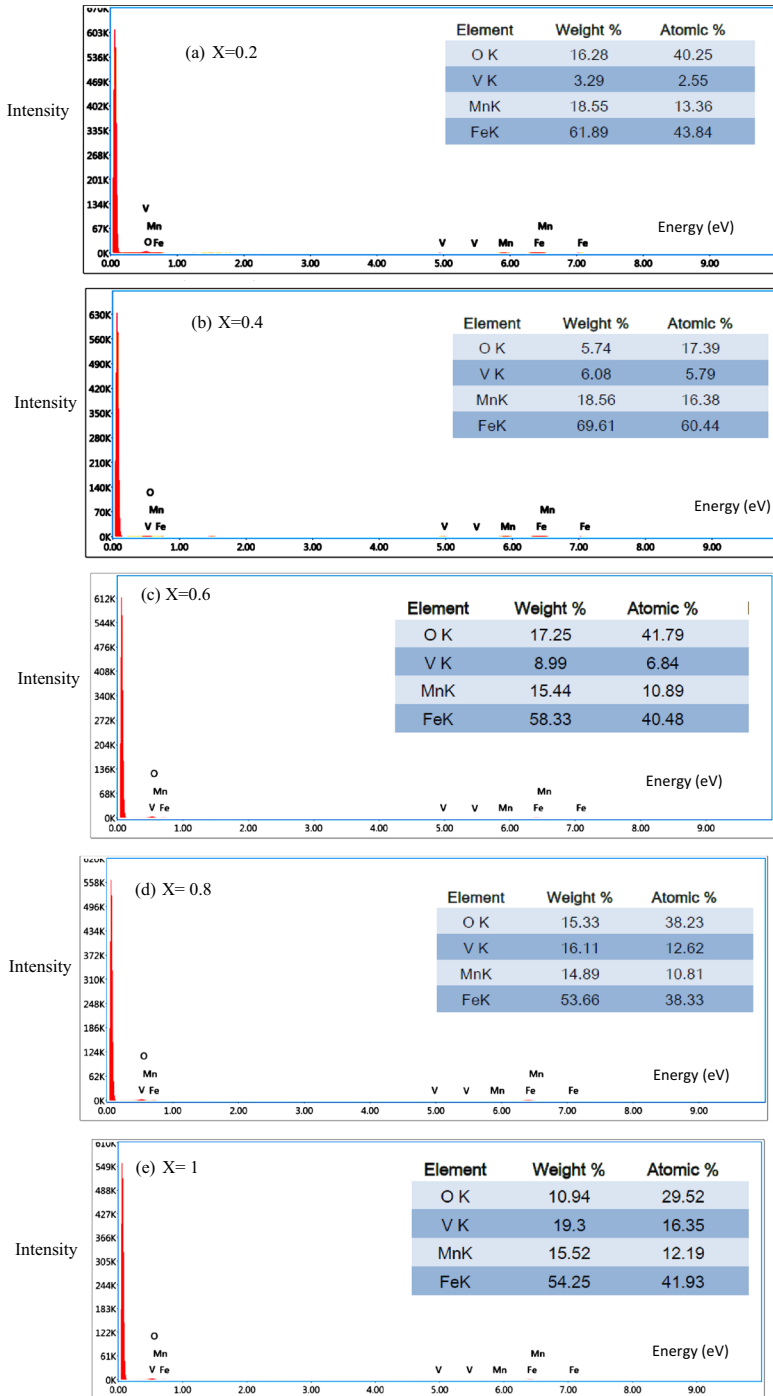 670K
(a) X=0.2
603K
536K
469K
402K
335K
268K
201K
134K
67K
0K
Intensity
Element Weight % Atomic %
O K 16.28 40.25
V K 3.29 2.55
MnK 18.55 13.36
FeK 61.89 43.84
V
Mn Mn
O Fe V V Mn Fe Fe
Energy (eV)
0.00 1.00 2.00 3.00 4.00 5.00 6.00 7.00 8.00 9.00
(b) X=0.4
630K
560K
490K
420K
350K
280K
210K
140K
70K
0K
Intensity
Element Weight % Atomic %
O K 5.74 17.39
V K 6.08 5.79
MnK 18.56 16.38
FeK 69.61 60.44
O
Mn Mn
V Fe V V Mn Fe Fe
Energy (eV)
0.00 1.00 2.00 3.00 4.00 5.00 6.00 7.00 8.00 9.00
(c) X=0.6
612K
544K
476K
408K
340K
272K
204K
136K
68K
0K
Intensity
Element Weight % Atomic %
O K 17.25 41.79
V K 8.99 6.84
MnK 15.44 10.89
FeK 58.33 40.48
O
Mn Mn
V Fe V V Mn Fe Fe
Energy (eV)
0.00 1.00 2.00 3.00 4.00 5.00 6.00 7.00 8.00 9.00
620K
(d) X= 0.8
558K
496K
434K
372K
310K
248K
186K
124K
62K
0K
Intensity
Element Weight % Atomic %
O K 15.33 38.23
V K 16.11 12.62
MnK 14.89 10.81
FeK 53.66 38.33
O
Mn Mn
V Fe V V Mn Fe Fe
Energy (eV)
0.00 1.00 2.00 3.00 4.00 5.00 6.00 7.00 8.00 9.00
610K
(e) X= 1
549K
488K
427K
366K
305K
244K
183K
122K
61K
0K
Intensity
Element Weight % Atomic %
O K 10.94 29.52
V K 19.3 16.35
MnK 15.52 12.19
FeK 54.25 41.93
O
Mn Mn
V Fe V V Mn Fe Fe
Energy (eV)
0.00 1.00 2.00 3.00 4.00 5.00 6.00 7.00 8.00 9.00